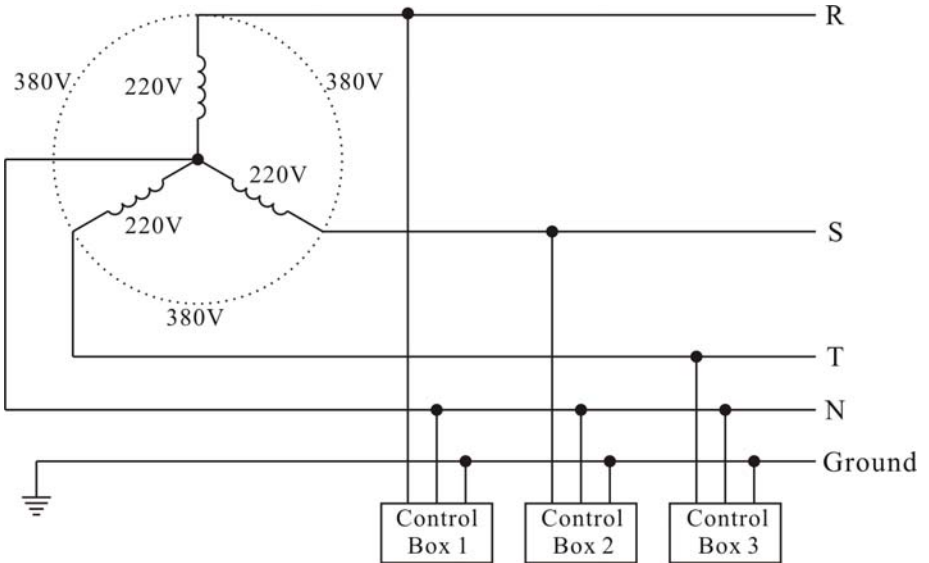 R
380V
220V
380V
220V
220V
S
380V
T
N
Ground
Control
Box 1
Control
Box 2
Control
Box 3